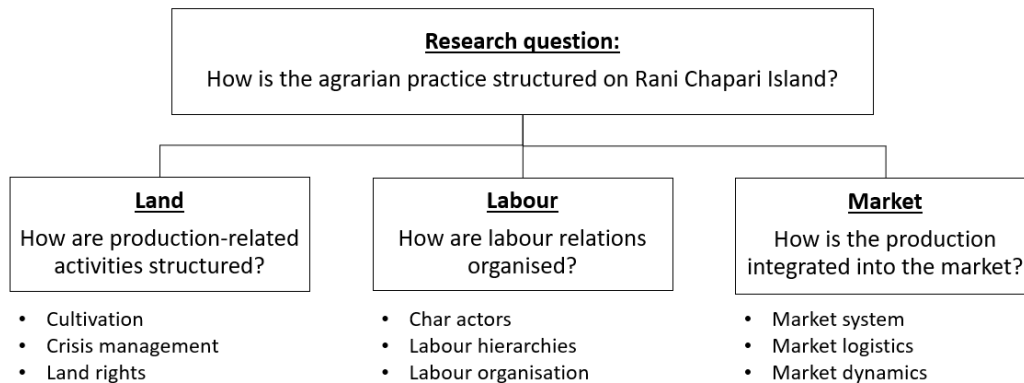 Research question:
How is the agrarian practice structured on Rani Chapari Island?
Land
How are production-related
activities structured?
• Cultivation
• Crisis management
• Land rights
Labour
How are labour relations
organised?
• Char actors
• Labour hierarchies
• Labour organisation
Market
How is the production
integrated into the market?
• Market system
• Market logistics
• Market dynamics